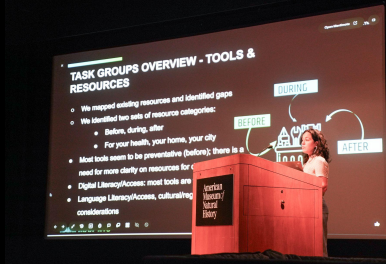 TASK GROUPS OVERVIEW - TOOLS &
RESOURCES
We mapped existing resources and identified gaps
We identified two sets of resource categories:
Before, during, after
For your health, your home, your city
Most tools seem to be preventative (before); there is a
need for more clarity on resources for
Digital Literacy/Access: most tools are
Language Literacy/Access, cultural/reg
considerations
DURING
BEFORE
AFTER
American
Museum of
Natural
History